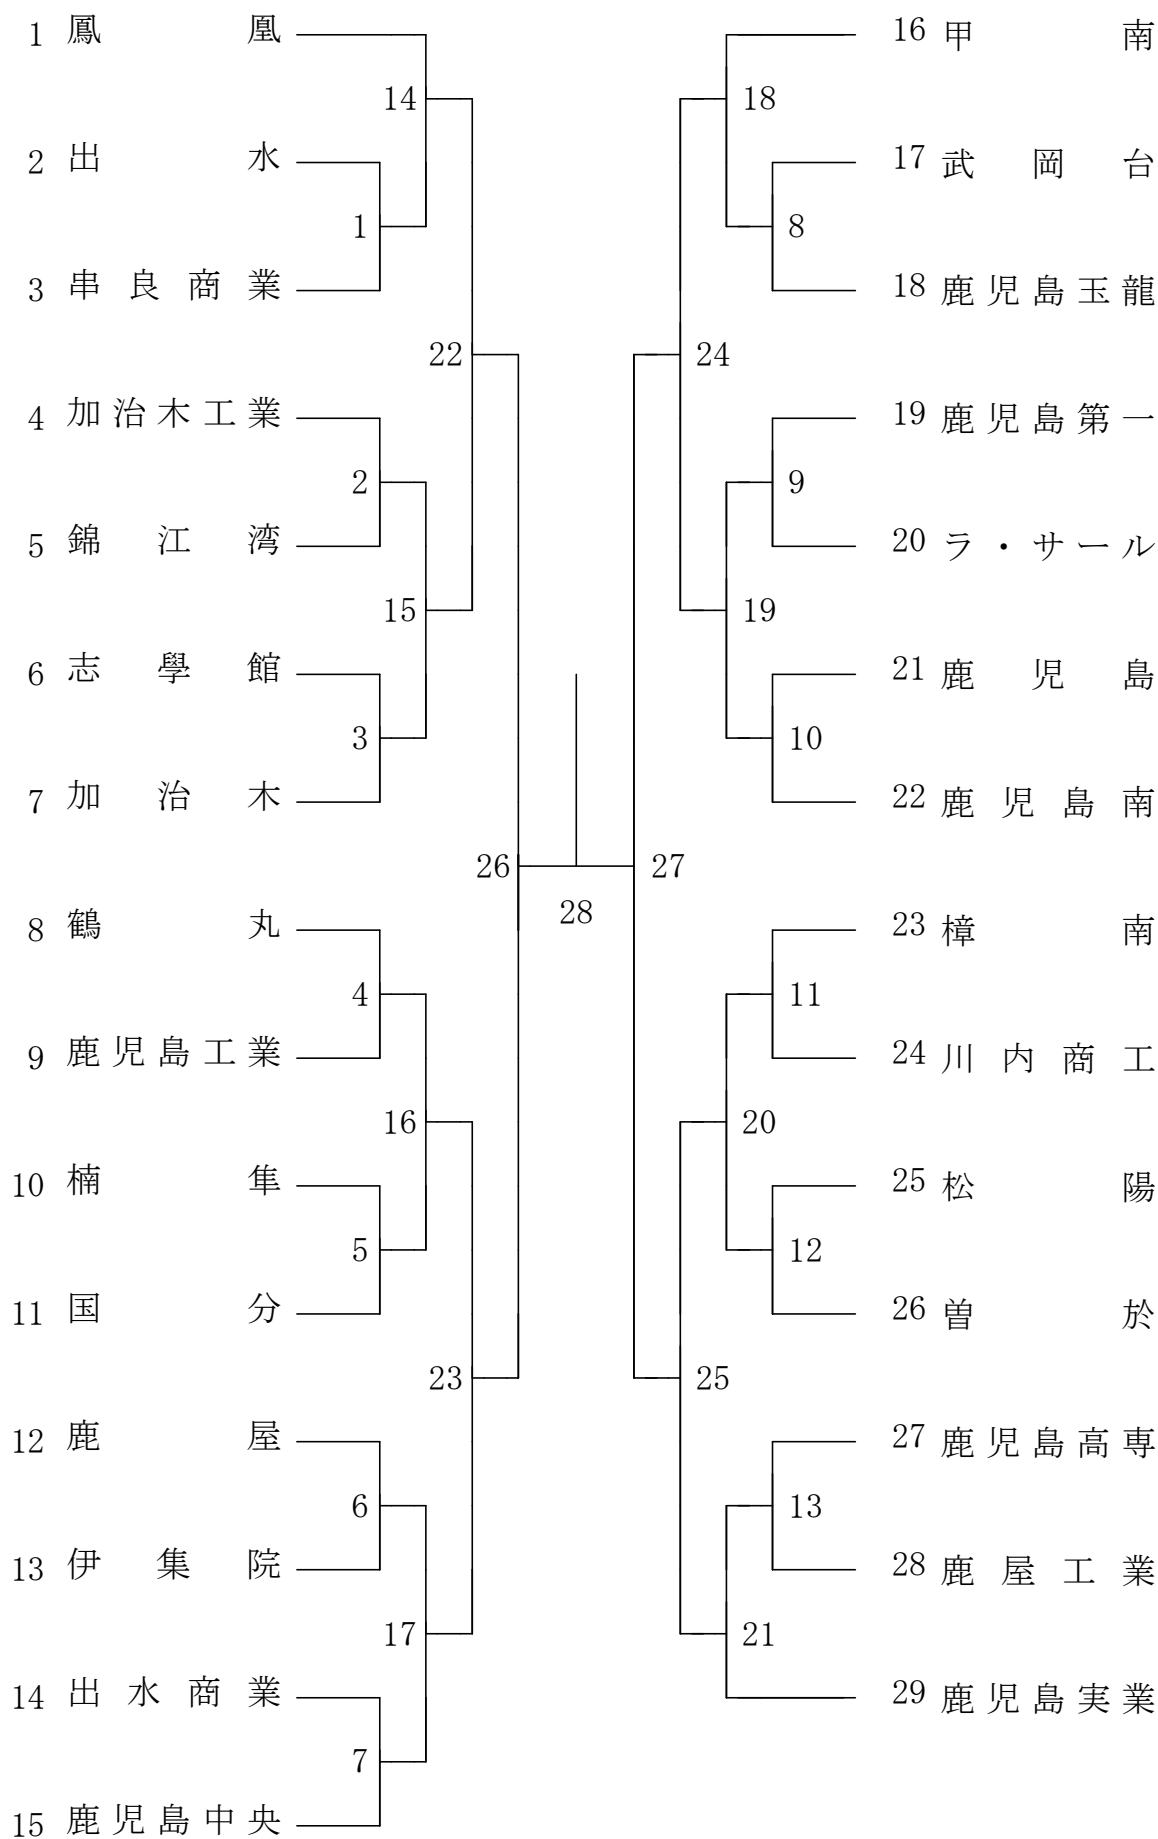 1 鳳凰
2 出水
3 串良商業
4 加治木工業
5 錦江湾
6 志學館
7 加治木
8 鶴丸
9 鹿児島工業
10 楠隼
11 国分
12 鹿屋
13 伊集院
14 出水商業
15 鹿児島中央
14
1
22
2
15
3
26
4
16
5
23
6
17
7
28
18
8
24
9
19
10
27
11
20
12
25
13
21
16 甲南
17 武岡台
18 鹿児島玉龍
19 鹿児島第一
20 ラ・サール
21 鹿児島
22 鹿児島南
23 樟南
24 川内商工
25 松陽
26 曽於
27 鹿児島高専
28 鹿屋工業
29 鹿児島実業